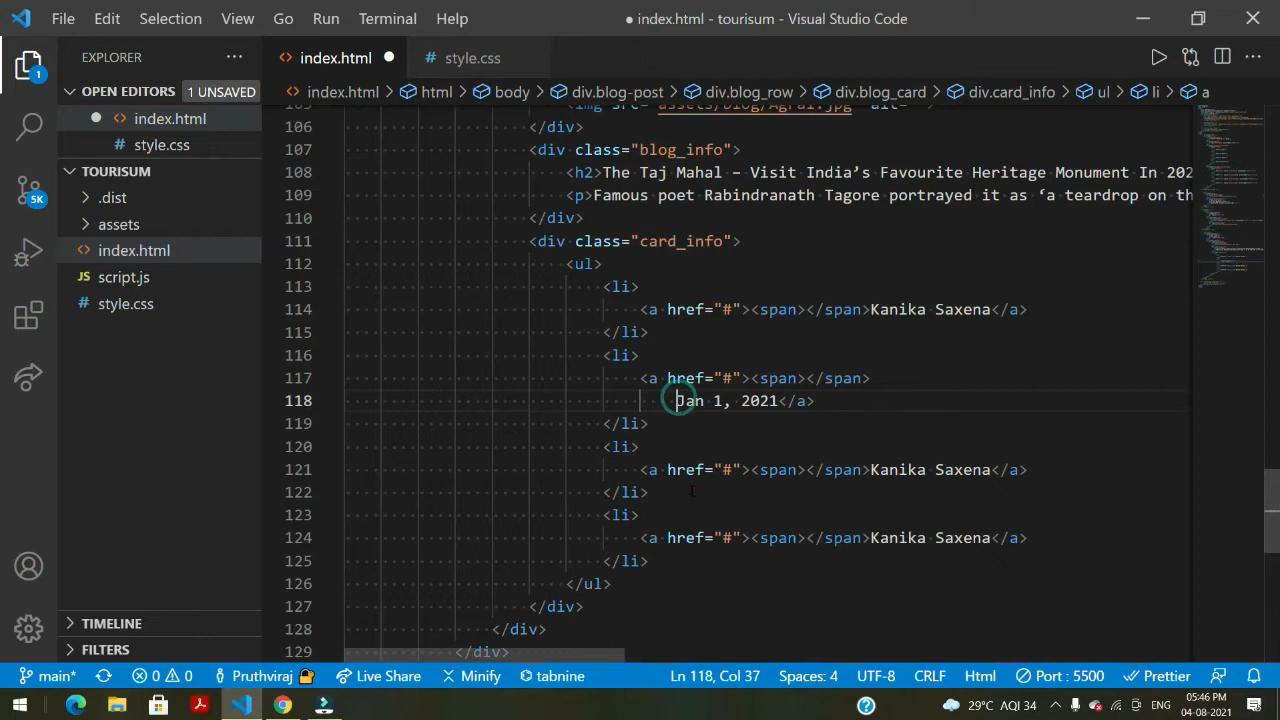 File Edit Selection View Go Run Terminal Help
● index.html - tourisum - Visual Studio Code
EXPLORER
index.html
style.css
OPEN EDITORS 1 UNSAVED
index.html > html > body > div.blog-post > div.blog_row > div.blog_card > div.card_info > ul > li > a
index.html
style.css
TOURISUM
.dist
assets
index.html
script.js
style.css
TIMELINE
FILTERS
1
5K
106 </div>
107 <div class="blog_info">
108 <h2>The Taj Mehal – Visit India's Favourite Heritage Monument In 202
109 <p>Famous poet Rabindranath Tagore portrayed it as 'a teardrop on th
110 </div>
111 <div class="card_info">
112 <ul>
113 <li>
114 <a href="#"><span></span>Kanika Saxena</a>
115 </li>
116 <li>
117 <a href="#"><span></span>
118 Jan 1, 2021</a>
119 </li>
120 <li>
121 <a href="#"><span></span>Kanika Saxena</a>
122 </li>
123 <li>
124 <a href="#"><span></span>Kanika Saxena</a>
125 </li>
126 </ul>
127 </div>
128 </div>
129 </div>
main* 0 0 Pruthviraj Live Share Minify tabnine Ln 118, Col 37 Spaces: 4 UTF-8 CRLF Html Port : 5500 Prettier
29°C AQI 34 ENG 05:46 PM
04-08-2021